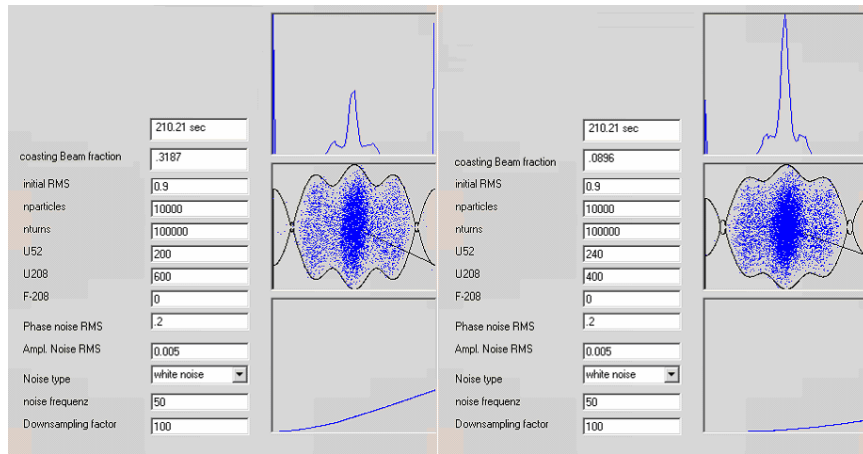 210.21 sec
coasting Beam fraction .3187
initial RMS 0.9
nparticles 10000
nturns 100000
U52 200
U208 600
F-208 0
Phase noise RMS .2
Ampl. Noise RMS 0.005
Noise type white noise
noise frequenz 50
Downsampling factor 100
210.21 sec
coasting Beam fraction .0896
initial RMS 0.9
nparticles 10000
nturns 100000
U52 240
U208 400
F-208 0
Phase noise RMS .2
Ampl. Noise RMS 0.005
Noise type white noise
noise frequenz 50
Downsampling factor 100